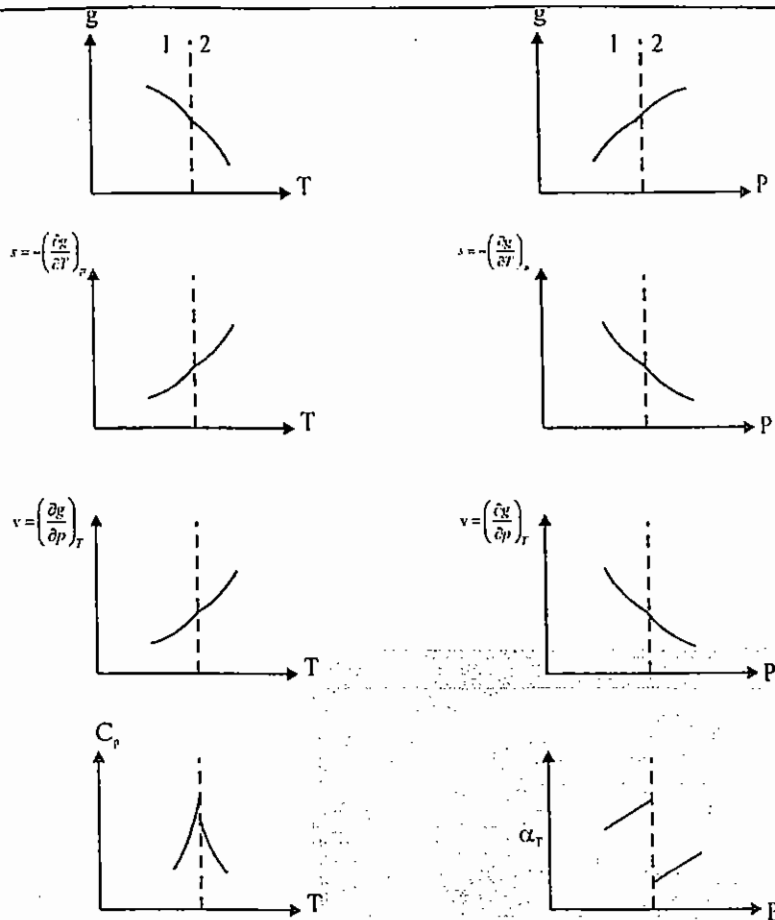 g
1 2
T
g
1 2
P
s = -(∂g/∂T)_P
T
s = -(∂g/∂T)_P
P
v = (∂g/∂p)_T
T
v = (∂g/∂p)_T
P
C_p
T
α_T
P